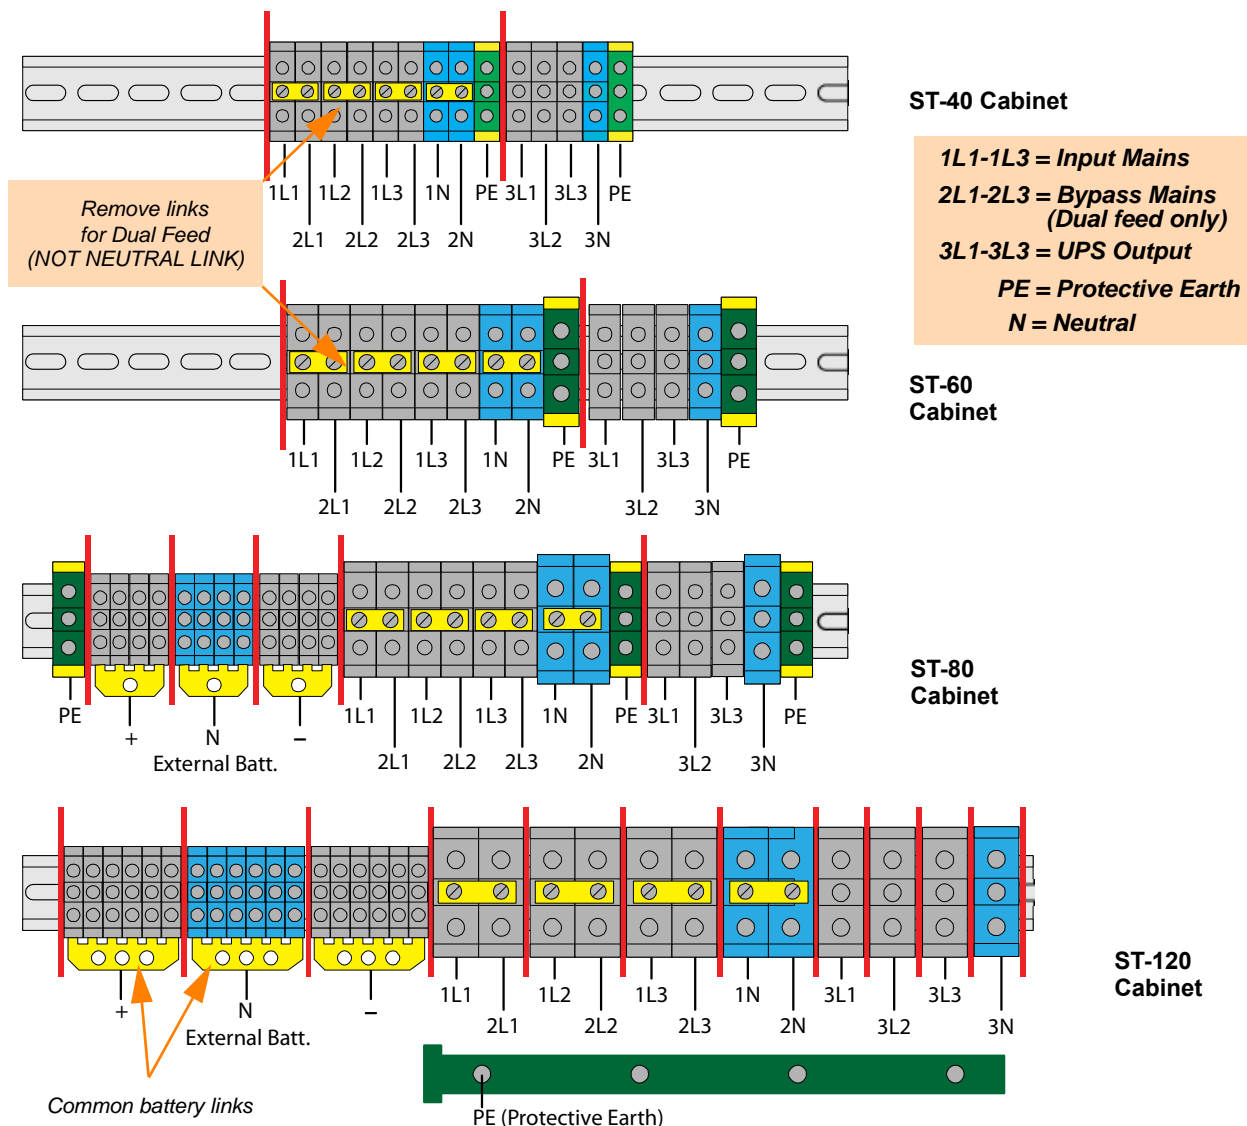 ST-40 Cabinet
1L1-1L3 = Input Mains
2L1-2L3 = Bypass Mains
(Dual feed only)
3L1-3L3 = UPS Output
PE = Protective Earth
N = Neutral
1L1 1L2 1L3 1N PE 3L1 3L3 PE
2L1 2L2 2L3 2N 3L2 3N
Remove links
for Dual Feed
(NOT NEUTRAL LINK)
ST-60
Cabinet
1L1 1L2 1L3 1N PE 3L1 3L3 PE
2L1 2L2 2L3 2N 3L2 3N
ST-80
Cabinet
PE 1L1 1L2 1L3 1N PE 3L1 3L3 PE
+ N –
2L1 2L2 2L3 2N 3L2 3N
External Batt.
ST-120
Cabinet
1L1 1L2 1L3 1N 3L1 3L3
+ N –
2L1 2L2 2L3 2N 3L2 3N
External Batt.
Common battery links
PE (Protective Earth)